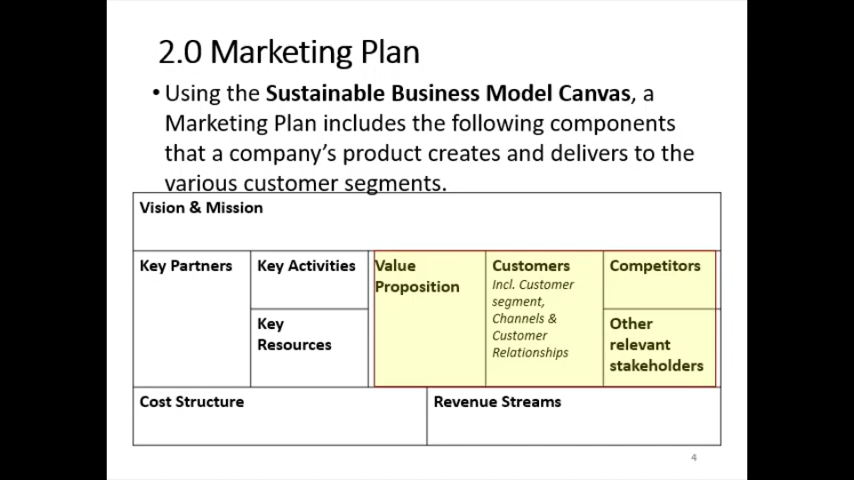 2.0 Marketing Plan
• Using the Sustainable Business Model Canvas, a
Marketing Plan includes the following components
that a company's product creates and delivers to the
various customer segments.
Vision & Mission
Key Partners
Key Activities
Key
Resources
Value
Proposition
Customers
Incl. Customer
segment,
Channels &
Customer
Relationships
Competitors
Other
relevant
stakeholders
Cost Structure
Revenue Streams
4